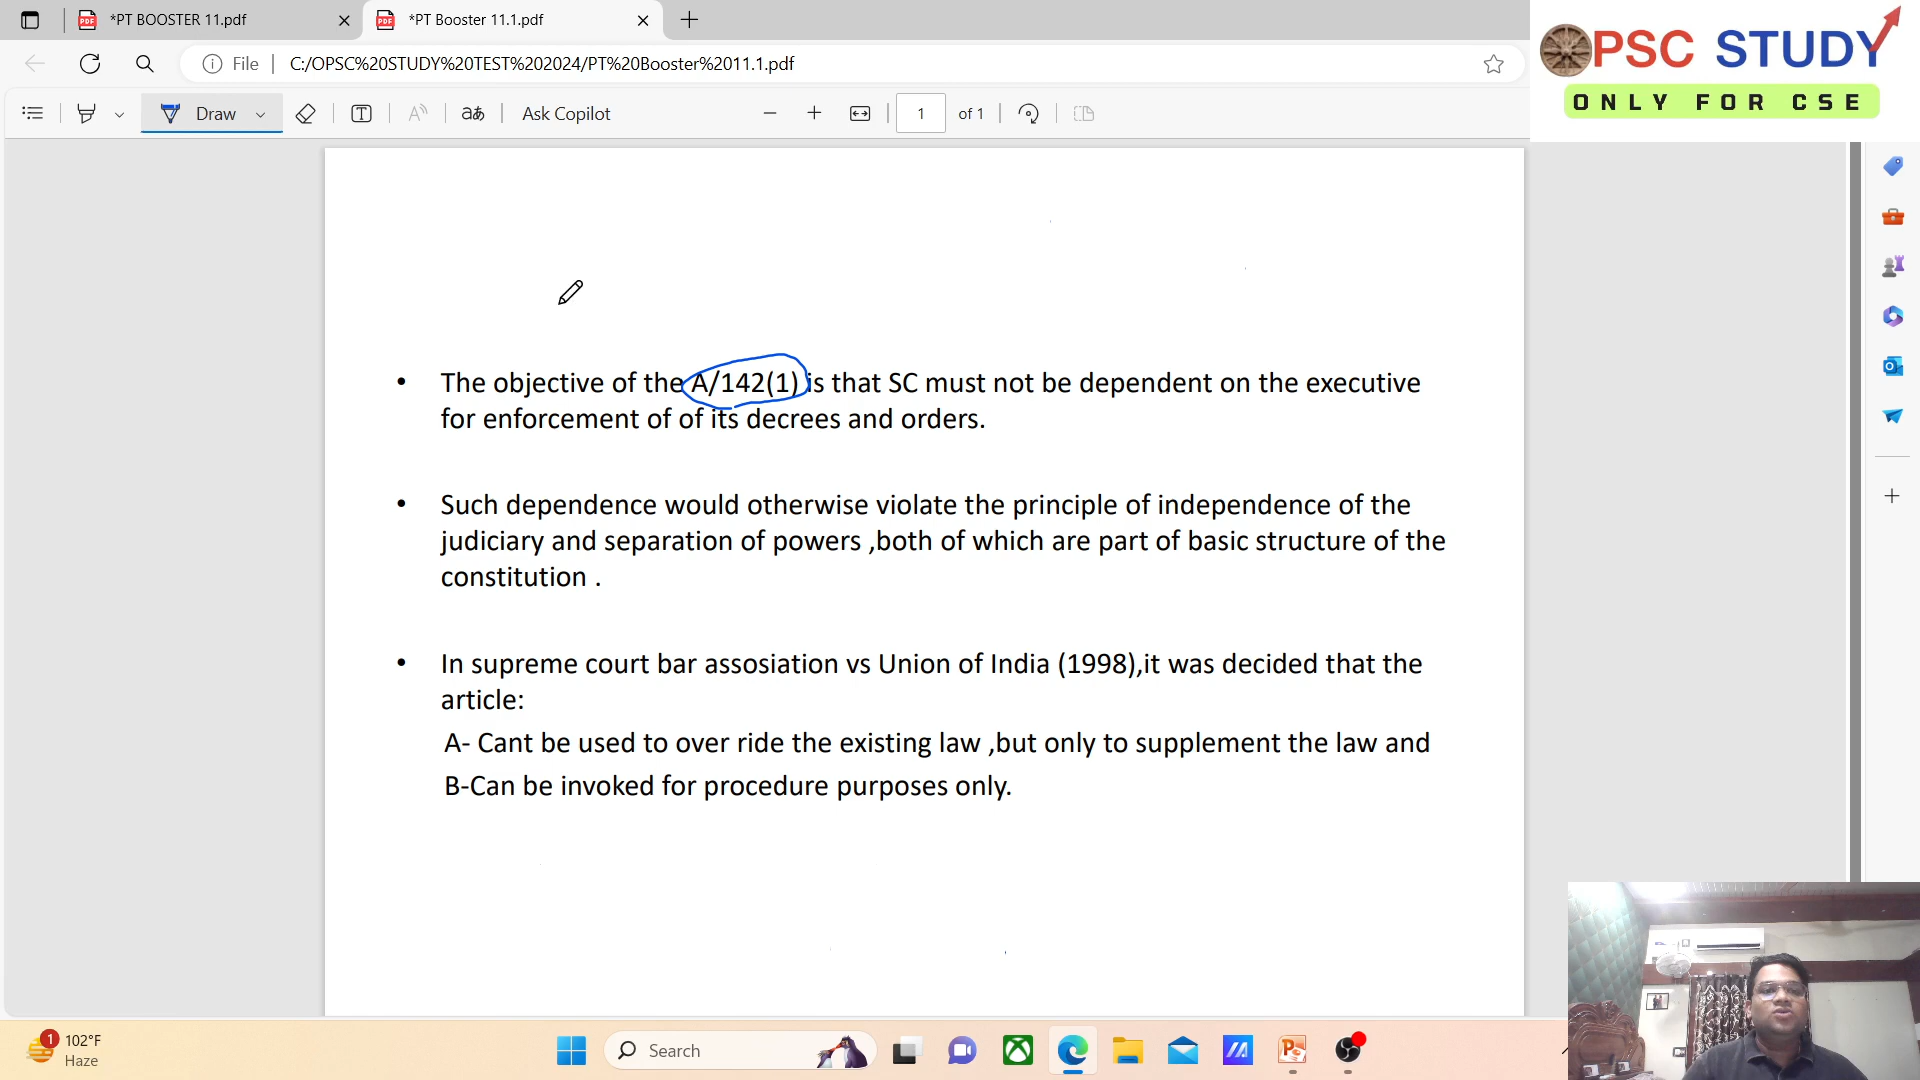 *PT BOOSTER 11.pdf
*PT Booster 11.1.pdf
File
C:/OPSC%20STUDY%20TEST%202024/PT%20Booster%2011.1.pdf
PSC STUDY
ONLY FOR CSE
Draw
Ask Copilot
1
of 1
• The objective of the A/142(1) is that SC must not be dependent on the executive
for enforcement of of its decrees and orders.
• Such dependence would otherwise violate the principle of independence of the
judiciary and separation of powers ,both of which are part of basic structure of the
constitution .
• In supreme court bar assosiation vs Union of India (1998),it was decided that the
article:
A- Cant be used to over ride the existing law ,but only to supplement the law and
B-Can be invoked for procedure purposes only.
1
102°F
Haze
Search